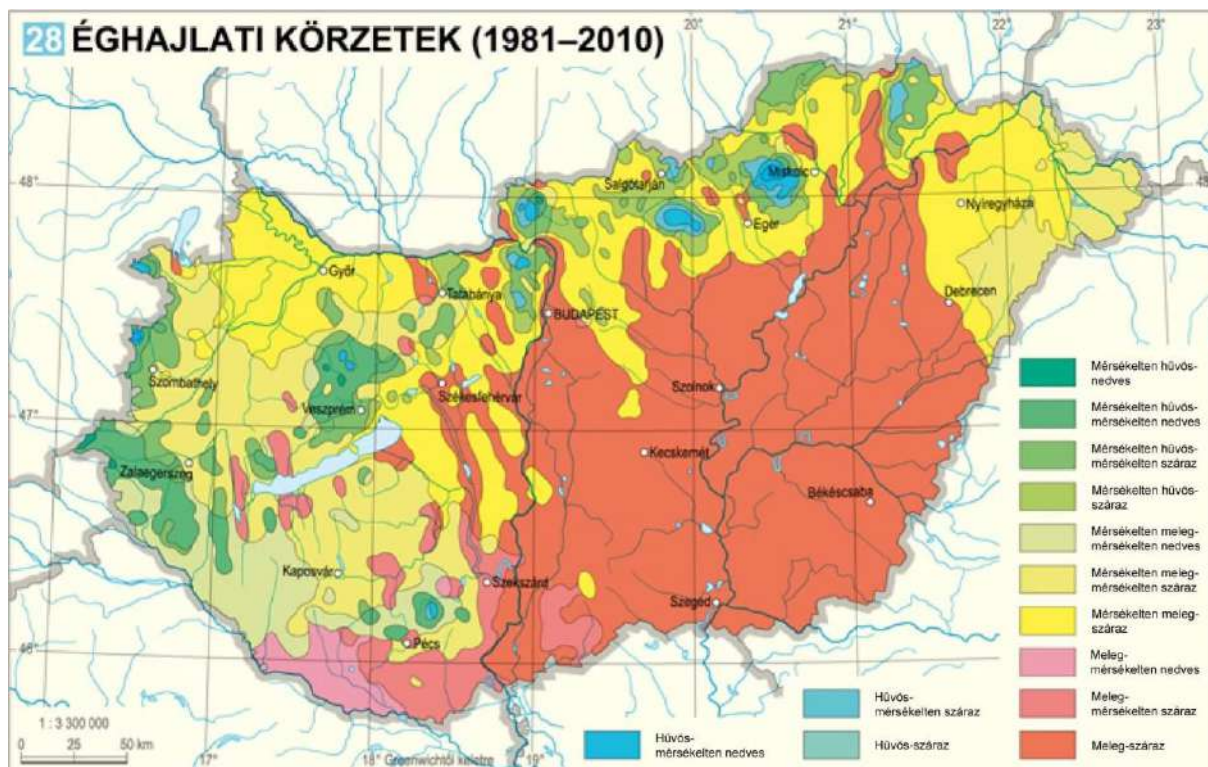 28 ÉGHAJLATI KÖRZETEK (1981–2010)
20°
21°
22°
23°
48°
48
Salgótarján
Miskolc
Eger
Nyíregyháza
Győr
Tatabánya
BUDAPEST
Debrecen
Szombathely
Veszprém
Székesfehérvár
Szolnok
47°
Zalaegerszeg
Kecskemét
Békéscsaba
Kaposvár
Szekszárd
Szeged
46°
Pécs
Mérsékelten hűvös-
nedves
Mérsékelten hűvös-
mérsékelten nedves
Mérsékelten hűvös-
mérsékelten száraz
Mérsékelten hűvös-
száraz
Mérsékelten meleg-
mérsékelten nedves
Mérsékelten meleg-
mérsékelten száraz
Mérsékelten meleg-
száraz
Meleg-
mérsékelten nedves
Meleg-
mérsékelten száraz
Meleg-száraz
Hűvös-
mérsékelten száraz
Hűvös-száraz
Hűvös-
mérsékelten nedves
1 : 3 300 000
0 25 50 km
17°
18° Greenwichtől keletre
19°